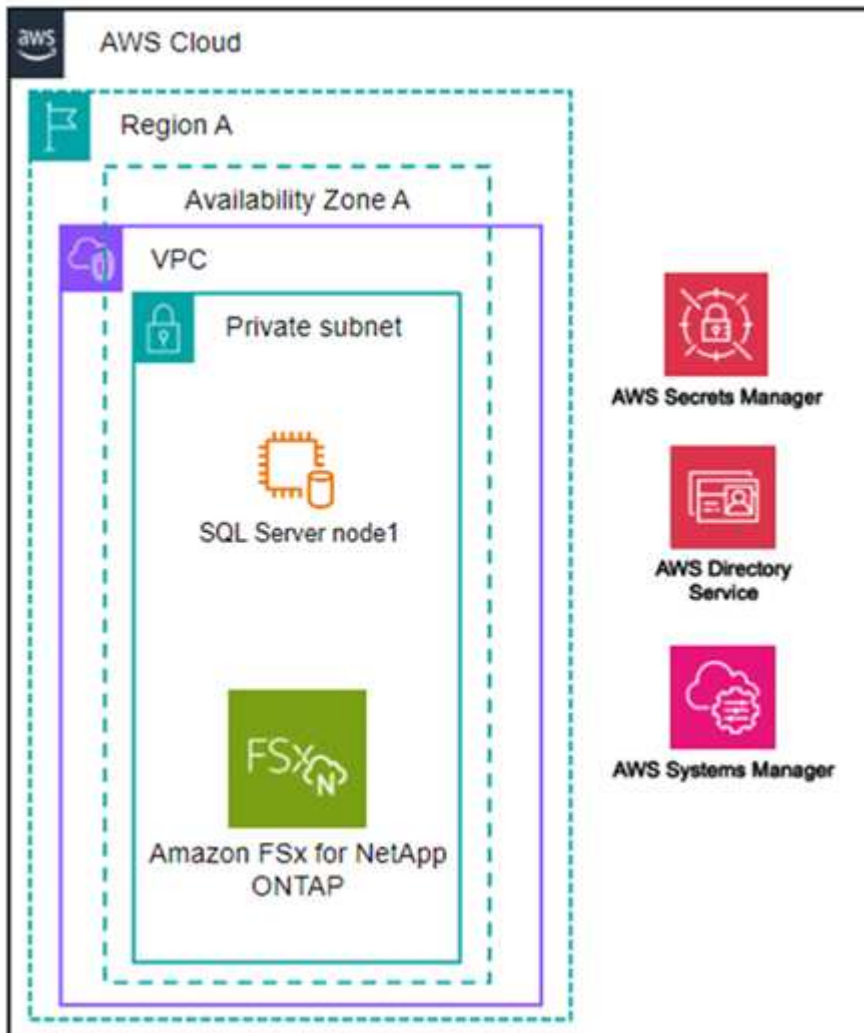 aws
AWS Cloud
Region A
Availability Zone A
VPC
Private subnet
SQL Server node1
FSx
N
Amazon FSx for NetApp
ONTAP
AWS Secrets Manager
AWS Directory
Service
AWS Systems Manager